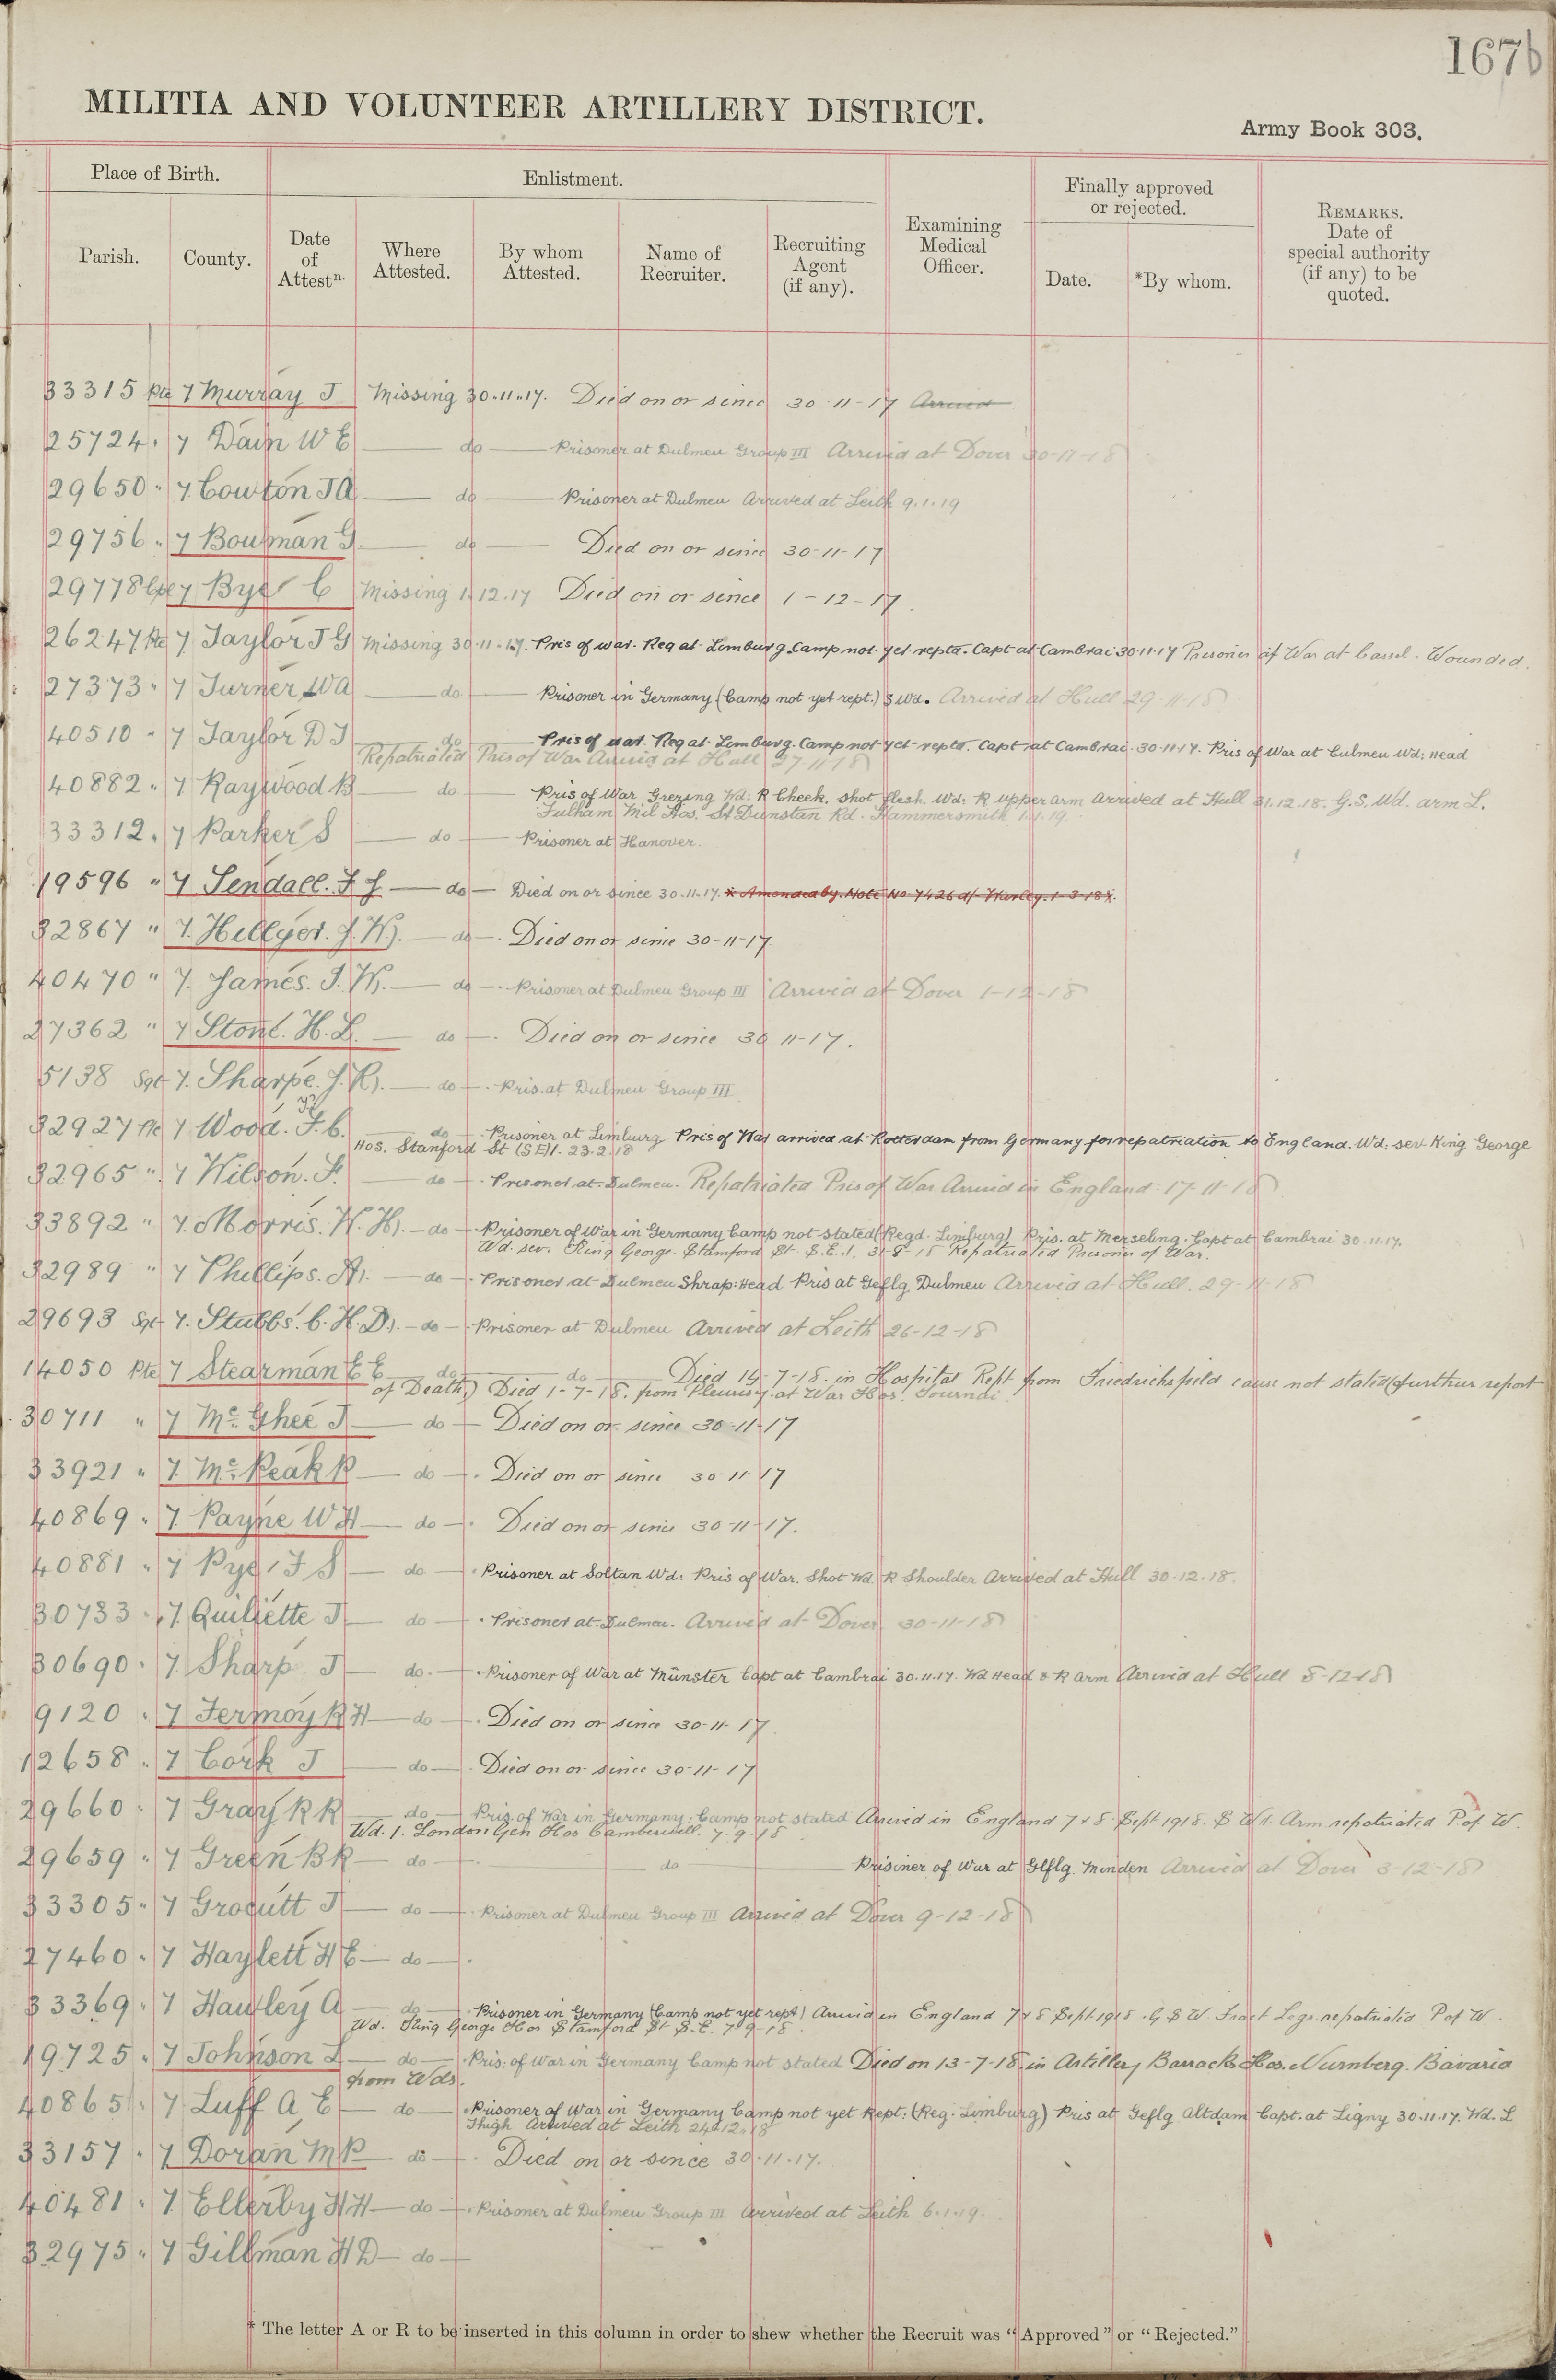 167b
MILITIA AND VOLUNTEER ARTILLERY DISTRICT.
Army Book 303.
Place of Birth.
Enlistment.
Finally approved or rejected.
Parish.
County.
Date of Attestn.
Where Attested.
By whom Attested.
Name of Recruiter.
Recruiting Agent (if any).
Examining Medical Officer.
Date.
*By whom.
REMARKS. Date of special authority (if any) to be quoted.
33315 Pte 7 Murray J Missing 30.11.17. Died on or since 30-11-17 Arrived
25724 " 7 Dain W E do Prisoner at Dulmen Group III Arrived at Dover 30-11-18
29650 " 7 Cowton J A do Prisoner at Dulmen Arrived at Leith 9.1.19
29756 " 7 Bowman G. do Died on or since 30-11-17
29778 7 Bye C Missing 1.12.17 Died on or since 1-12-17.
26247 Pte 7 Taylor J G Missing 30.11.17. Pris of war. Reg at Limburg Camp not yet reptd. Capt at Cambrai 30.11.17 Prisoner of War at Cassel. Wounded.
27373 " 7 Turner W A do Prisoner in Germany (Camp not yet rept.) S Wd. Arrived at Hull 29-11-18
40510 " 7 Taylor D J do Pris of war Reg at Limburg. Camp not yet reptd. Capt at Cambrai 30.11.17. Pris of War at Culmen Wd: Head
Repatriated Pris of War Arrived at Hull 27 11 18
40882 " 7 Raywood B do Pris of War Wd: R Cheek. shot flesh. Wd: R upper arm Arrived at Hull 31.12.18. G.S. Wd. arm L.
Fulham Mil Hos. St Dunstan Rd. Hammersmith 1.1.19.
33312 " 7 Parker S do Prisoner at Hanover.
19596 " 7 Sendall. F J. do Died on or since 30.11.17. * Amended by Note No 7426 d/ Warley. 1-3-18 *.
32867 " 7. Hellyer. J. W. do Died on or since 30-11-17
40470 " 7. James. J. W. do Prisoner at Dulmen Group III Arrived at Dover 1-12-18
27362 " 7 Stone. H. L. do Died on or since 30 11-17.
5138 Sgt 7. Sharpe. J. R. do Pris. at Dulmen Group III
32927 Pte 7 Wood. F. C. do Prisoner at Limburg Pris of War arrived at Rotterdam from Germany for repatriation to England. Wd: sev. King George
Hos. Stanford St (SE)1. 23.2.18
32965 " 7 Wilson. F. do Prisoner at Dulmen. Repatriated Pris of War Arrived in England. 17-11-18
33892 " 7. Morris. W. H. do Prisoner of War in Germany Camp not stated (Regd. Limburg) Pris. at Merseburg. Capt at Cambrai 30.11.17.
Wd. sev. King George. Stamford St. S.E.1. 31-8-18 Repatriated Prisoner of War.
32989 " 7 Phillips. A. do Prisoner at Dulmen Shrap: Head Pris at Geflg Dulmen Arrived at Hull. 29-11-18
29693 Sgt 7. Stubbs. C. H. D. do Prisoner at Dulmen Arrived at Leith 26-12-18
14050 Pte 7 Stearman E E do do Died 14-7-18. in Hospital Rept from Friedrichsfeld cause not stated (further report
of Death) Died 1-7-18. from Pleurisy at War Hos.
30711 " 7 McGhee J do Died on or since 30-11-17
33921 " 7 McPeak P do Died on or since 30-11-17
40869 " 7 Payne W H do Died on or since 30-11-17.
40881 " 7 Pye F S do Prisoner at Soltan Wd: Pris of War. Shot Wd. R Shoulder Arrived at Hull 30.12.18.
30733 " 7 Quiliette J do Prisoner at Dulmen. Arrived at Dover. 30-11-18
30690 " 7 Sharp J do Prisoner of War at Münster Capt at Cambrai 30.11.17. Wd Head & R arm Arrived at Hull 8-12-18
9120 " 7 Fermoy R H do Died on or since 30-11-17
12658 " 7 Cork J do Died on or since 30-11-17
29660 " 7 Gray R R do Pris. of War in Germany. Camp not stated Arrived in England 7 & 8 Sept 1918. S Wd. Arm repatriated P. of W.
Wd. 1. London Gen Hos Camberwell. 7.9.18
29659 " 7 Green B R do do Prisiner of War at Geflg Minden Arrived at Dover 3-12-18
33305 " 7 Grocutt J do Prisoner at Dulmen Group III Arrived at Dover 9-12-18
27460 " 7 Haylett H E do
33369 " 7 Hawley A do Prisoner in Germany (Camp not yet rept) Arrived in England 7 & 8 Sept. 1918. G S W. Fract Legs. repatriated P of W.
Wd. King George Hos Stamford St S.E. 7-9-18.
19725 " 7 Johnson L do Pris: of War in Germany Camp not stated Died on 13-7-18 in Artillery Barracks Hos. Nurnberg. Bavaria
from Wds.
40865 " 7 Luff A E do Prisoner of War in Germany Camp not yet Rept: (Reg: Limburg) Pris at Geflg Altdam Capt. at Ligny 30.11.17. Wd. L
Thigh Arrived at Leith 24.12.18
33157 " 7 Doran M P do Died on or since 30.11.17.
40481 " 7 Ellerby H H do Prisoner at Dulmen Group III Arrived at Leith 6.1.19.
32975 " 7 Gillman H D do
* The letter A or R to be inserted in this column in order to shew whether the Recruit was "Approved" or "Rejected."